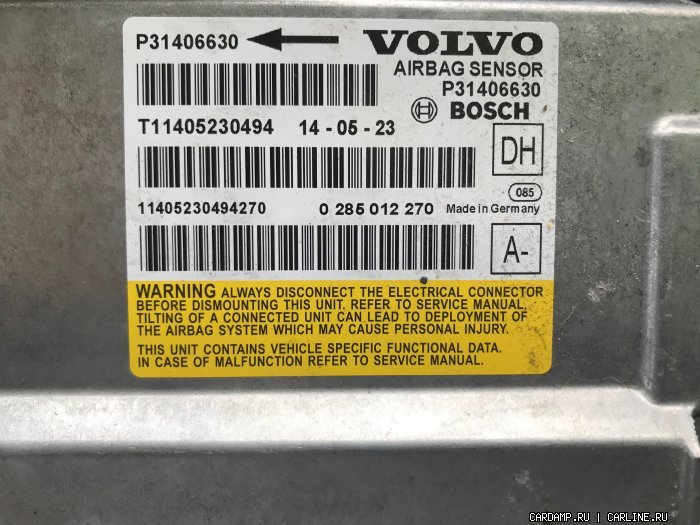 P31406630
VOLVO
AIRBAG SENSOR
P31406630
BOSCH
T11405230494 14 - 05 - 23
DH
085
11405230494270 0 285 012 270 Made in Germany
A-
WARNING ALWAYS DISCONNECT THE ELECTRICAL CONNECTOR
BEFORE DISMOUNTING THIS UNIT. REFER TO SERVICE MANUAL.
TILTING OF A CONNECTED UNIT CAN LEAD TO DEPLOYMENT OF
THE AIRBAG SYSTEM WHICH MAY CAUSE PERSONAL INJURY.
THIS UNIT CONTAINS VEHICLE SPECIFIC FUNCTIONAL DATA.
IN CASE OF MALFUNCTION REFER TO SERVICE MANUAL.
CARDAMP.RU | CARLINE.RU